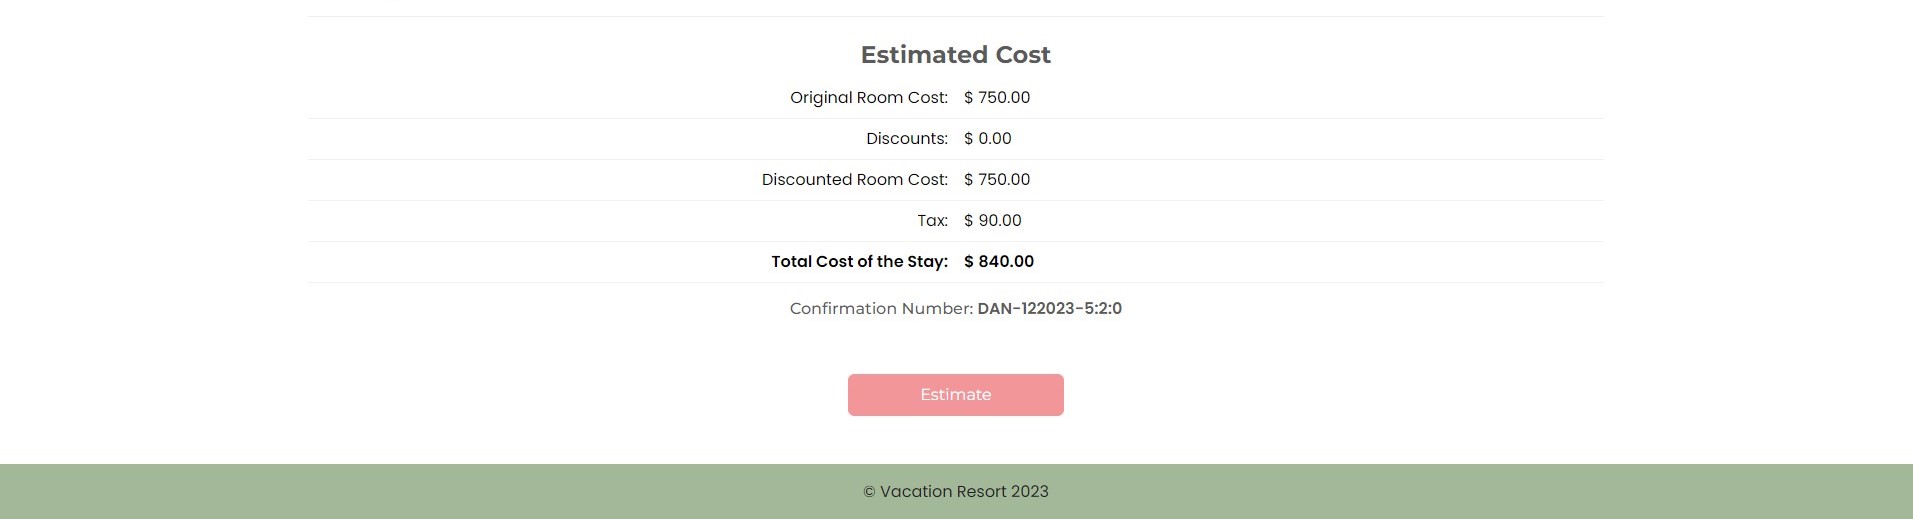 Estimated Cost
Original Room Cost: $ 750.00
Discounts: $ 0.00
Discounted Room Cost: $ 750.00
Tax: $ 90.00
Total Cost of the Stay: $ 840.00
Confirmation Number: DAN-122023-5:2:0
Estimate
© Vacation Resort 2023